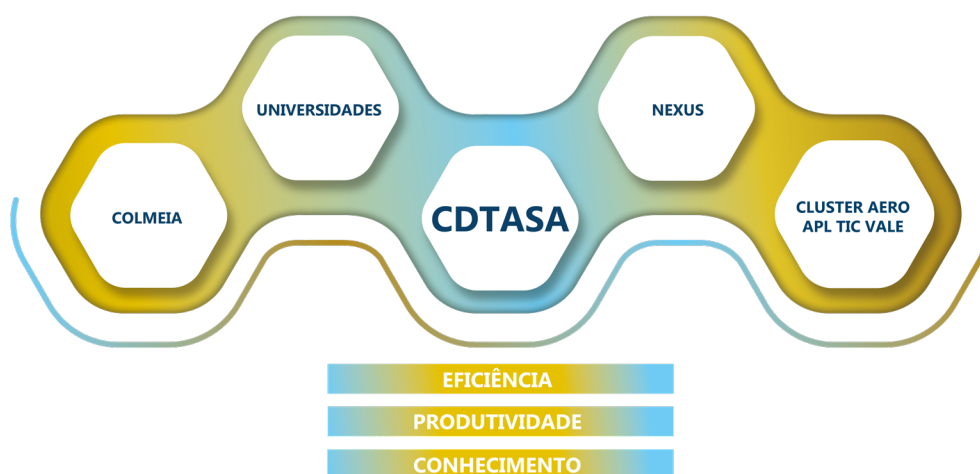 UNIVERSIDADES
NEXUS
COLMEIA
CDTASA
CLUSTER AERO
APL TIC VALE
EFICIÊNCIA
PRODUTIVIDADE
CONHECIMENTO